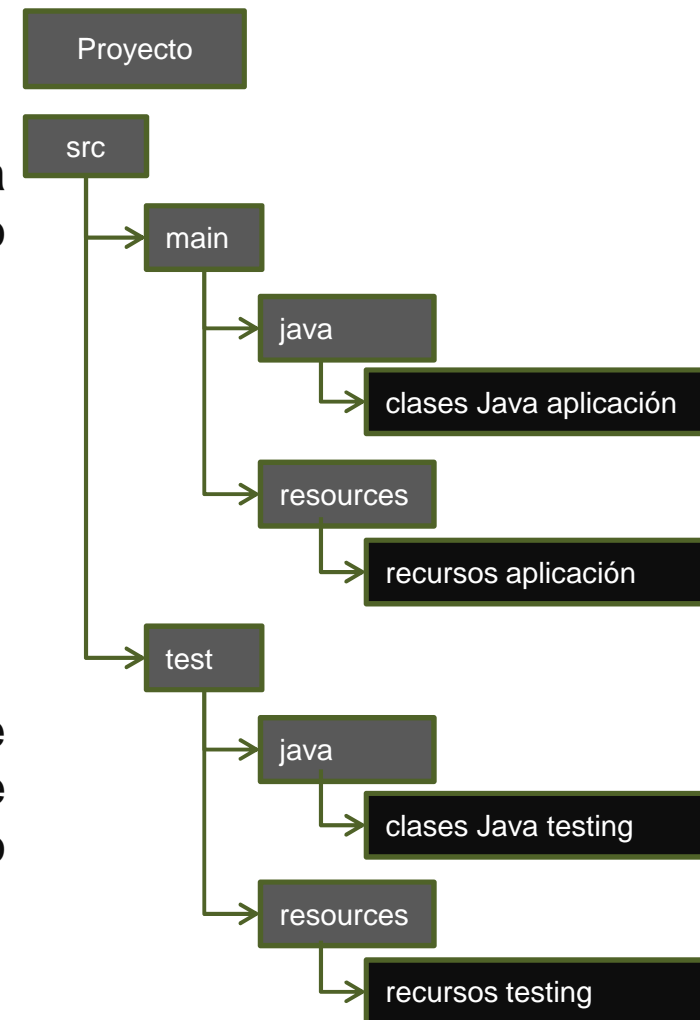 Proyecto
src
a
o
main
java
clases Java aplicación
resources
recursos aplicación
test
e
java
e
clases Java testing
o
resources
recursos testing